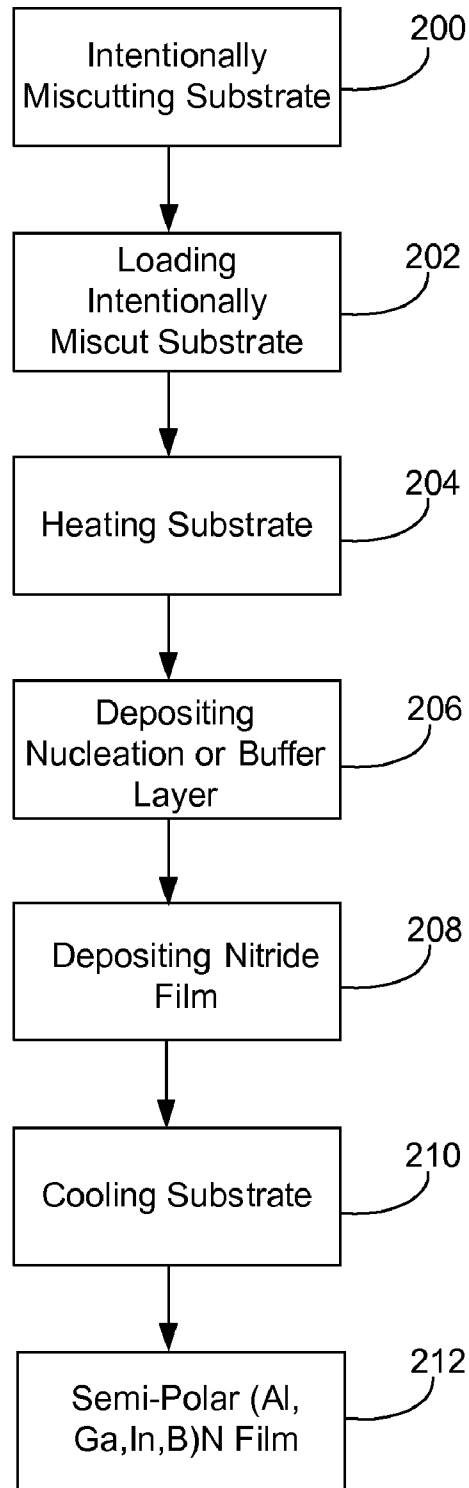 200
Intentionally
Miscutting Substrate
202
Loading
Intentionally
Miscut Substrate
204
Heating Substrate
206
Depositing
Nucleation or Buffer
Layer
208
Depositing Nitride
Film
210
Cooling Substrate
212
Semi-Polar (Al,
Ga,In,B)N Film